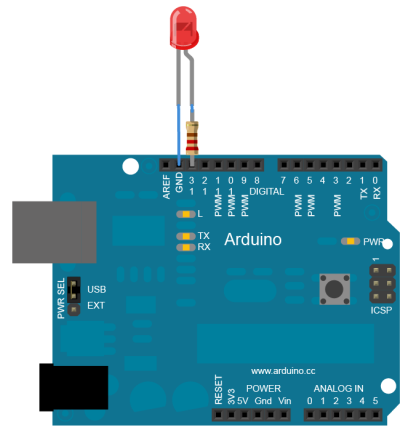 AREF
GND
13
12
PWM 11
PWM 10
PWM 9
8
DIGITAL
7
PWM 6
PWM 5
4
PWM 3
2
TX 1
RX 0
L
TX
RX
Arduino
PWR
1
PWR SEL
USB
EXT
ICSP
www.arduino.cc
POWER
RESET
3V3
5V
Gnd
Vin
ANALOG IN
0 1 2 3 4 5